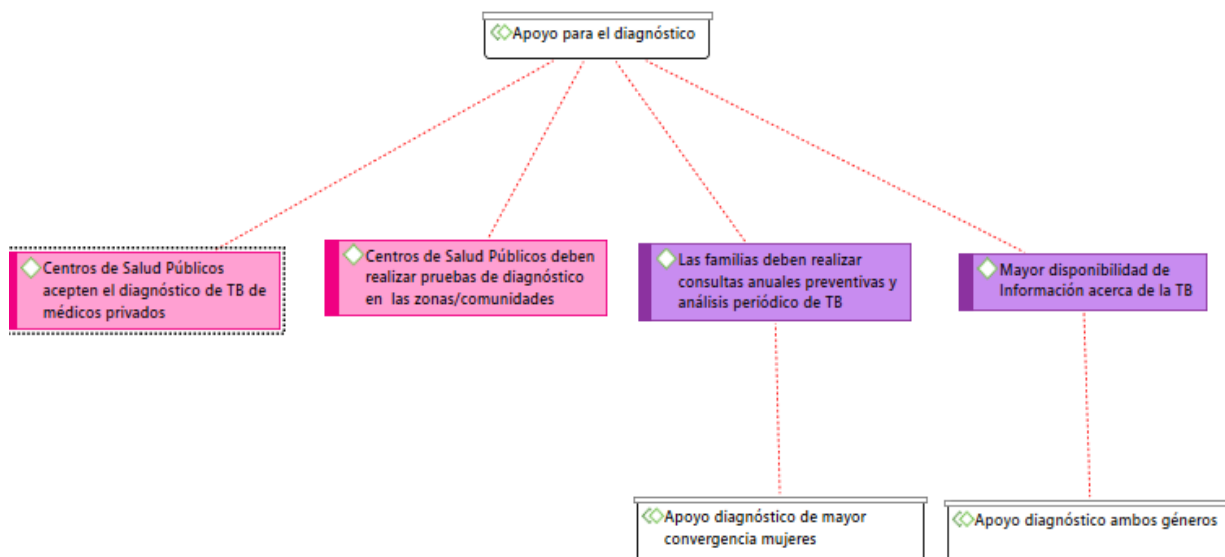 Apoyo para el diagnóstico
Centros de Salud Públicos
acepten el diagnóstico de TB de
médicos privados
Centros de Salud Públicos deben
realizar pruebas de diagnóstico
en las zonas/comunidades
Las familias deben realizar
consultas anuales preventivas y
análisis periódico de TB
Mayor disponibilidad de
Información acerca de la TB
Apoyo diagnóstico de mayor
convergencia mujeres
Apoyo diagnóstico ambos géneros